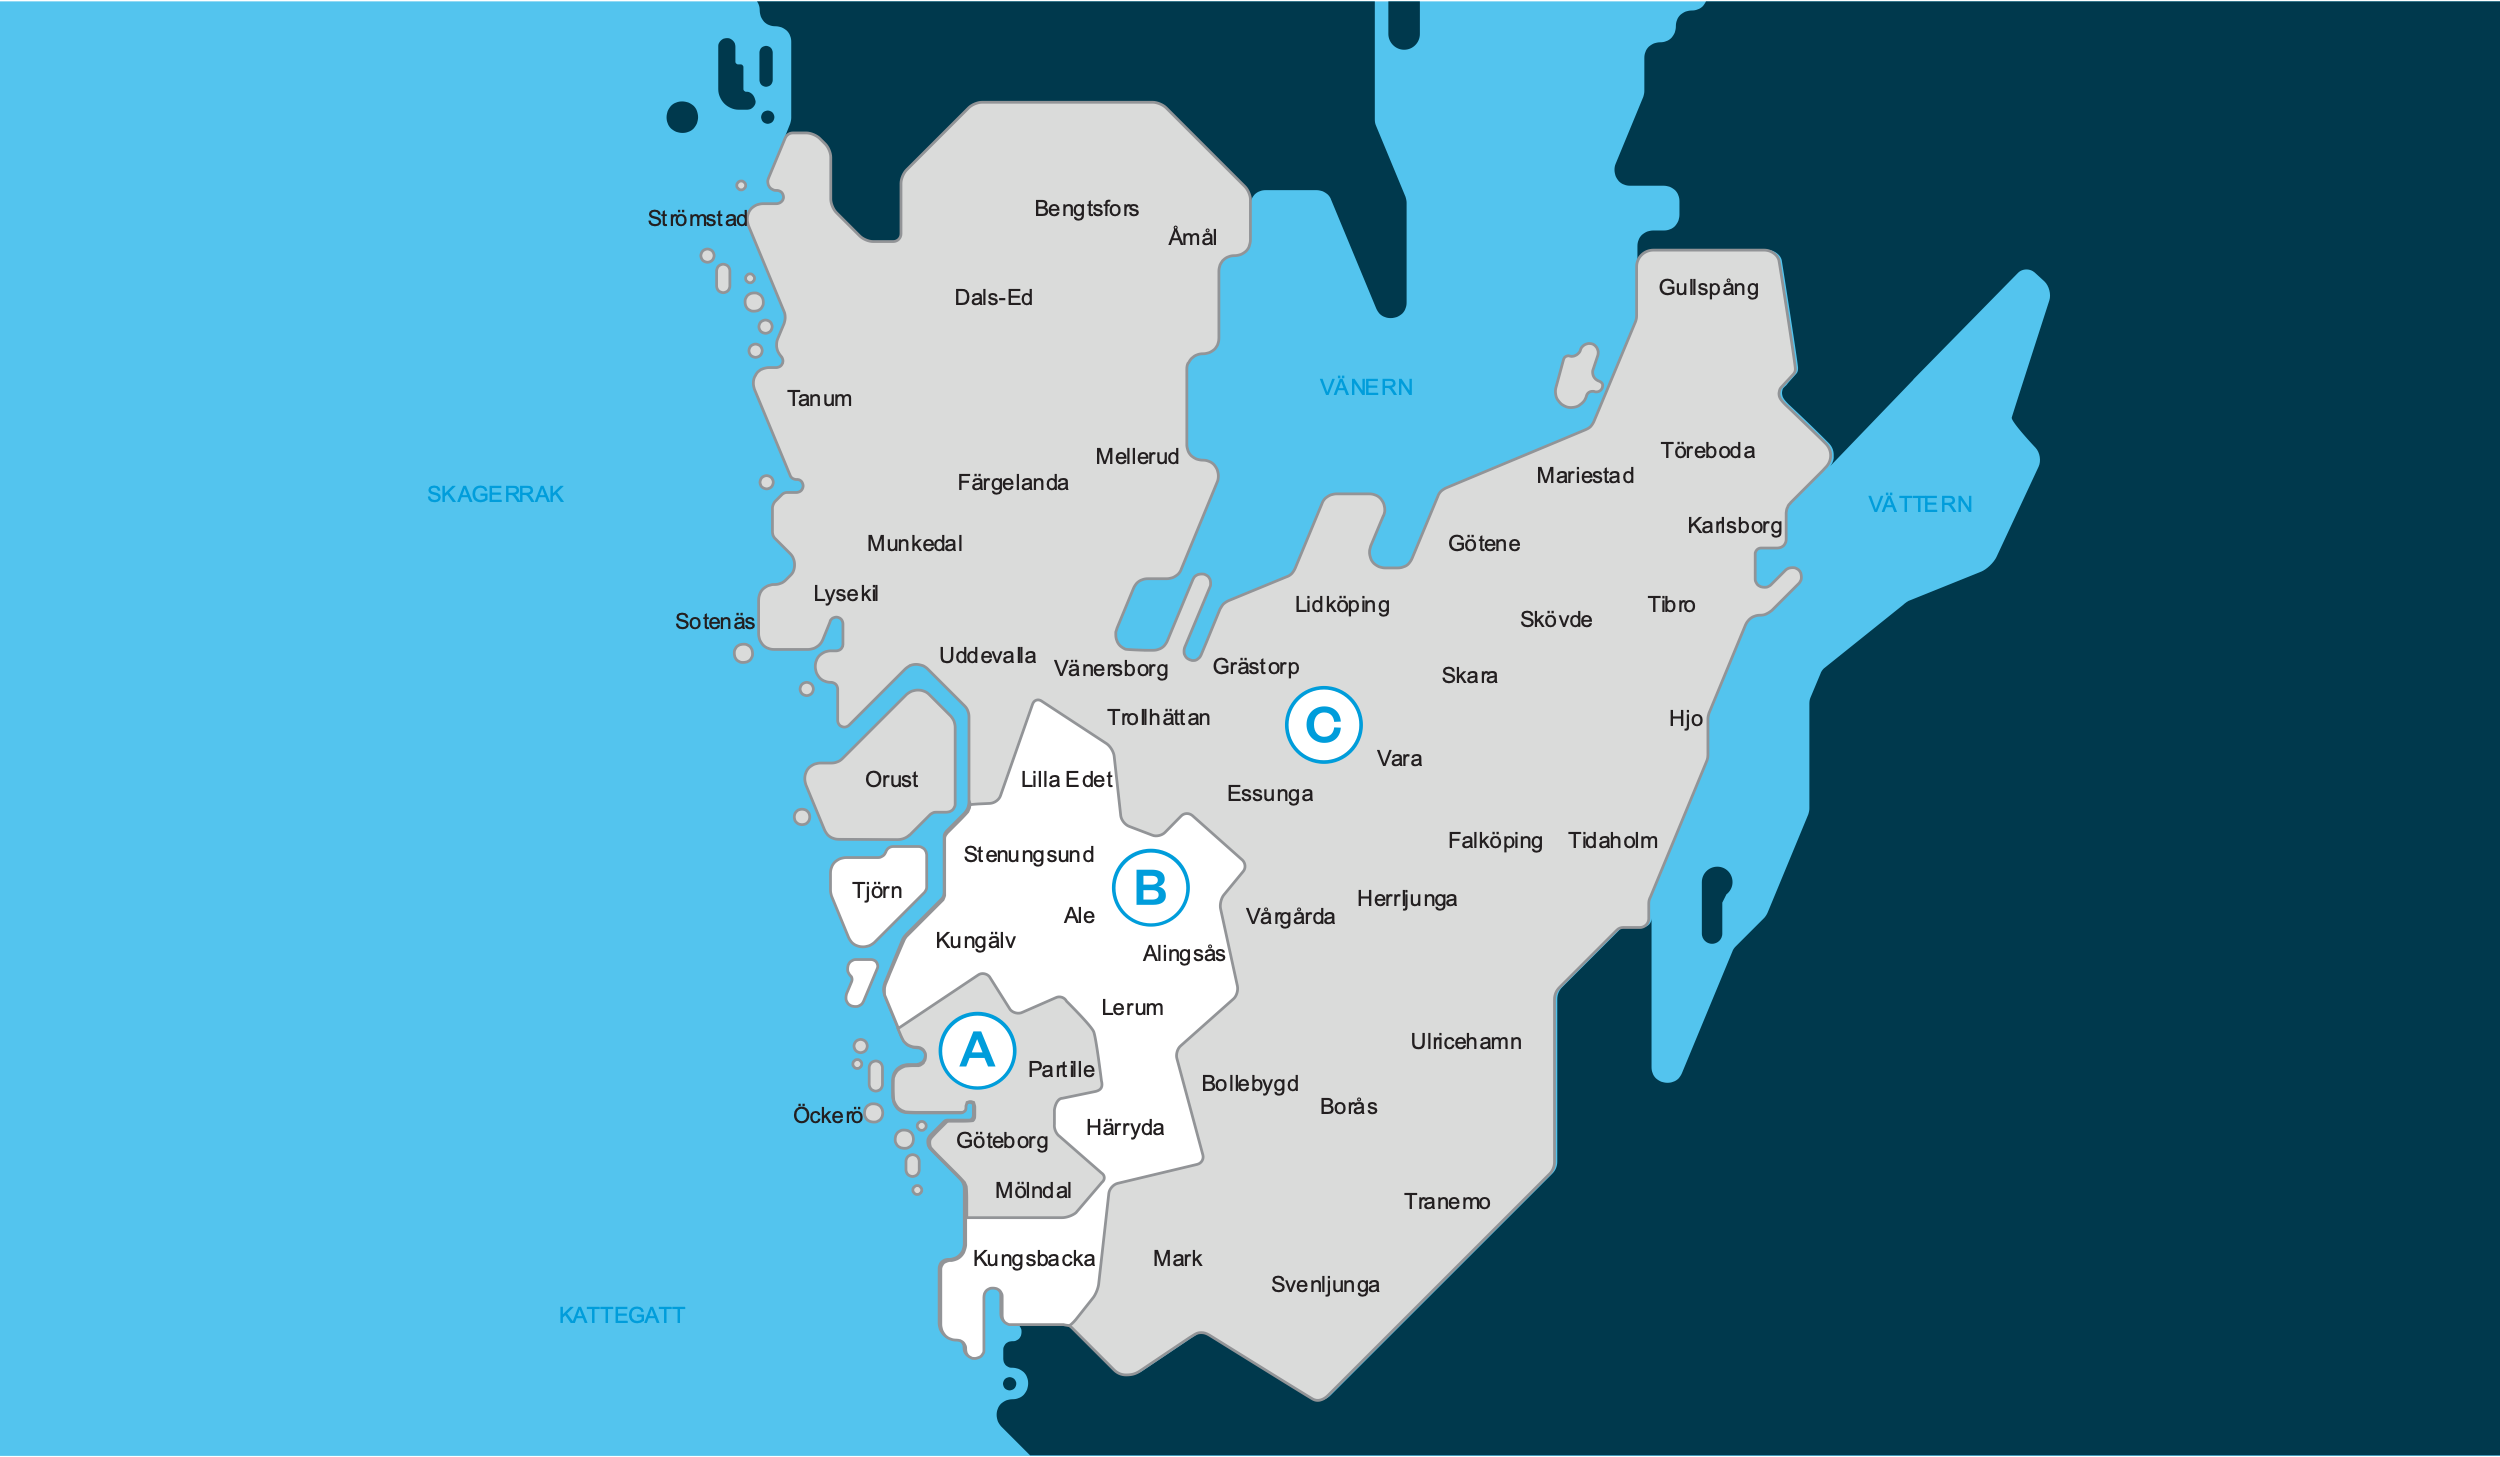 Bengtsfors
Strömstad
Åmål
Gullspång
Dals-Ed
VÄNERN
Tanum
Töreboda
Mellerud
Mariestad
Färgelanda
SKAGERRAK
VÄTTERN
Karlsborg
Munkedal
Götene
Lysekil
Lidköping
Tibro
Skövde
Sotenäs
Uddevalla
Vänersborg
Grästorp
Skara
Trollhättan
C
Hjo
Vara
Orust
Lilla Edet
Essunga
Falköping
Tidaholm
Stenungsund
B
Tjörn
Herrljunga
Ale
Vårgårda
Kungälv
Alingsås
Lerum
Ulricehamn
A
Partille
Bollebygd
Borås
Öckerö
Härryda
Göteborg
Mölndal
Tranemo
Kungsbacka
Mark
Svenljunga
KATTEGATT